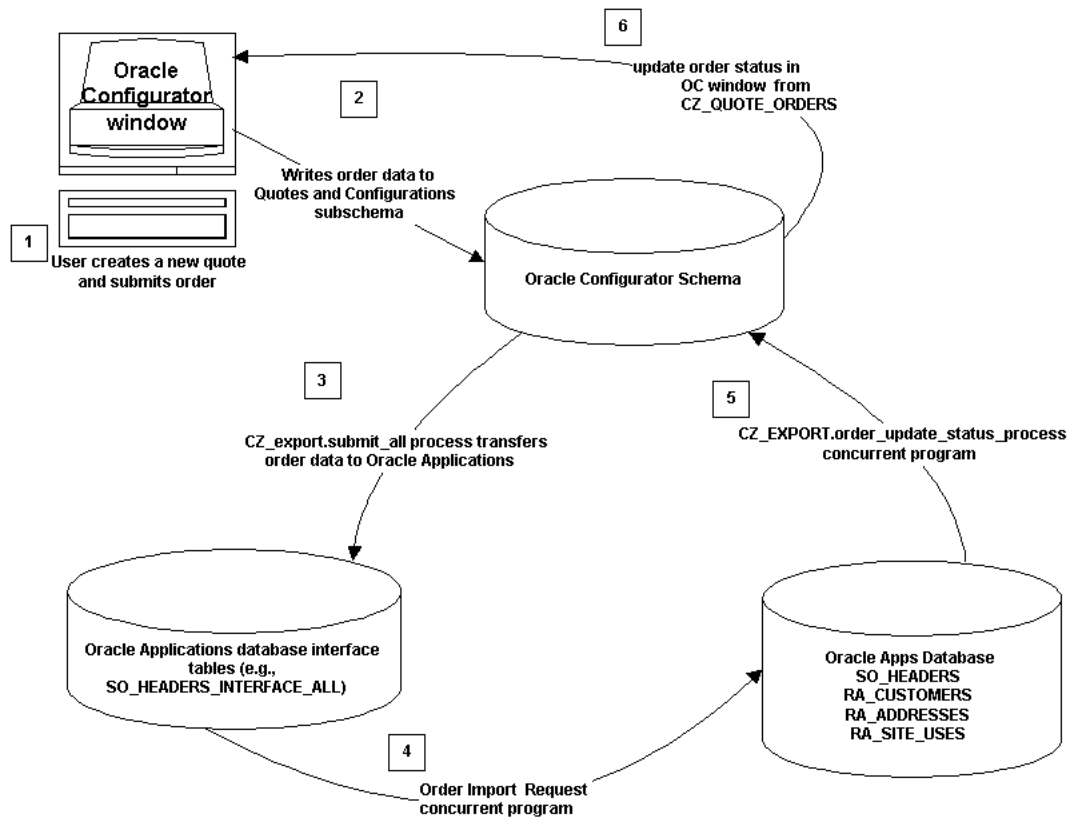 6
Oracle
Configurator
window
update order status in
OC window from
CZ_QUOTE_ORDERS
2
Writes order data to
Quotes and Configurations
subschema
1
User creates a new quote
and submits order
Oracle Configurator Schema
3
CZ_export.submit_all process transfers
order data to Oracle Applications
5
CZ_EXPORT.order_update_status_process
concurrent program
Oracle Applications database interface
tables (e.g.,
SO_HEADERS_INTERFACE_ALL)
Oracle Apps Database
SO_HEADERS
RA_CUSTOMERS
RA_ADDRESSES
RA_SITE_USES
4
Order Import Request
concurrent program